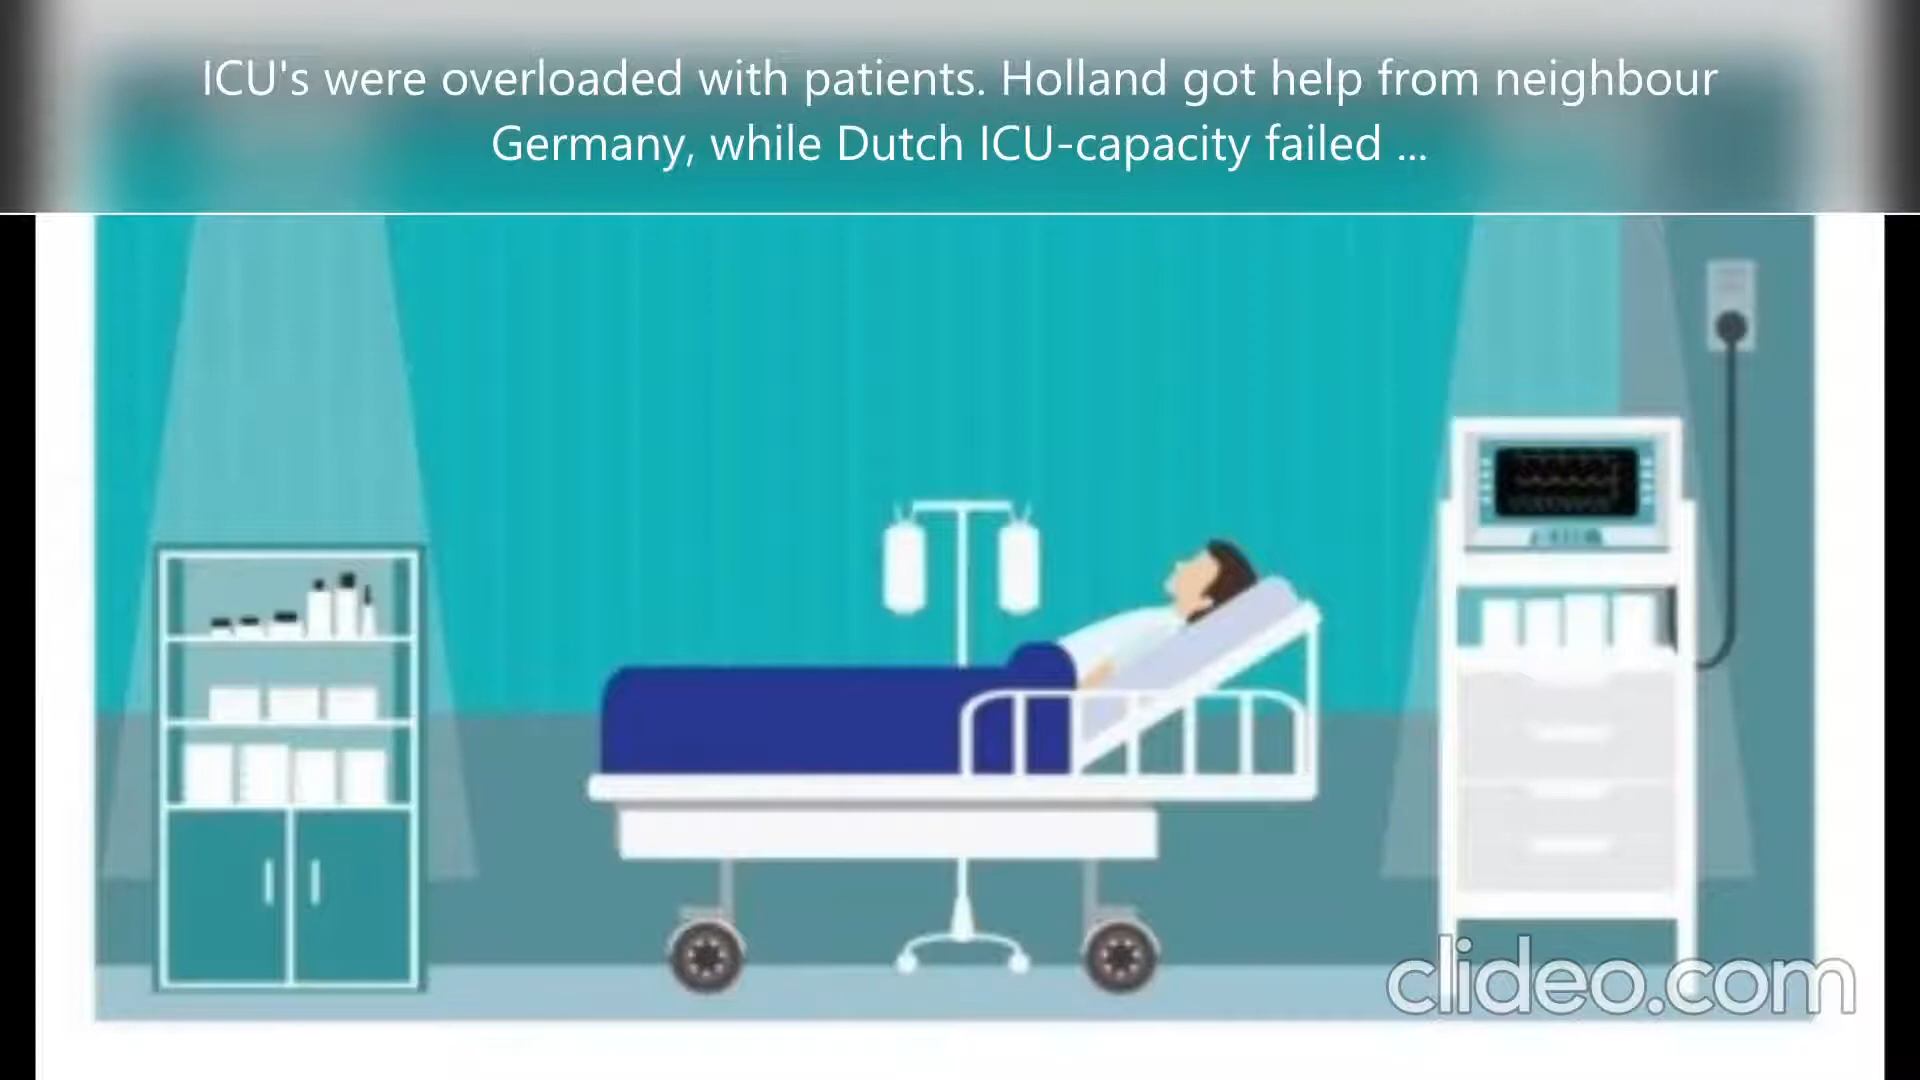 ICU's were overloaded with patients. Holland got help from neighbour
Germany, while Dutch ICU-capacity failed ...
clideo.com